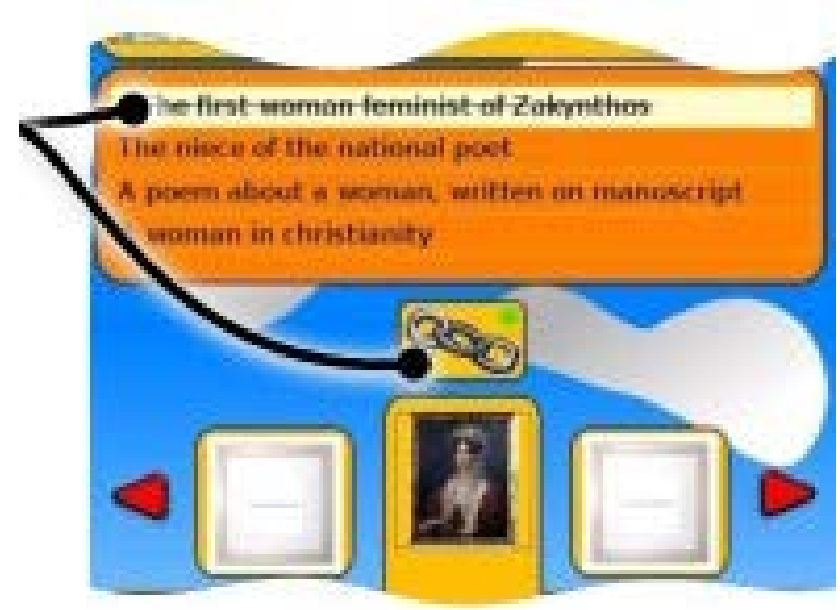 he first woman feminist of Zakynthos
The niece of the national poet
A poem about a woman, written on manuscript
woman in christianity